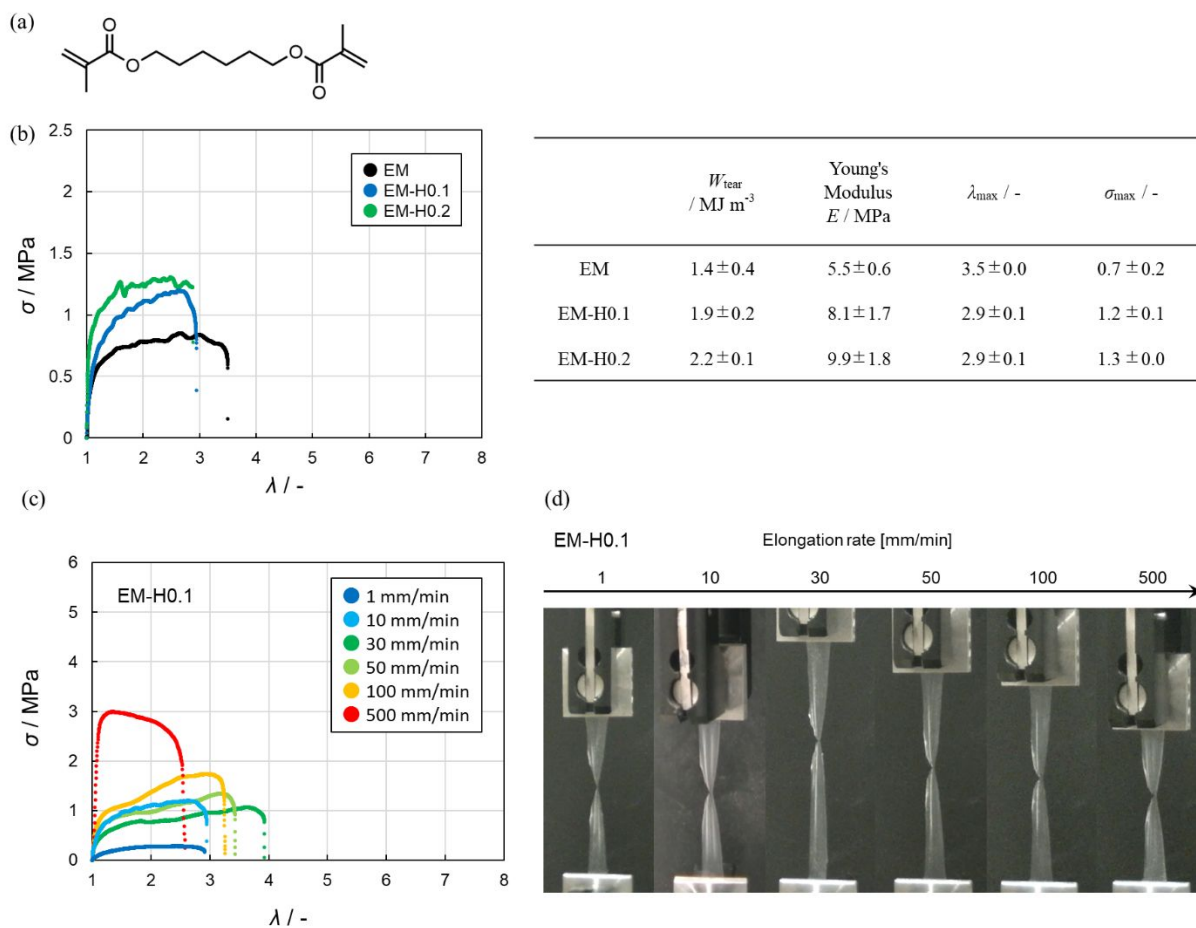 (a)
O
O
O
O
(b)
2.5
2
1.5
1
0.5
0
1 2 3 4 5 6 7 8
σ / MPa
λ / -
EM
EM-H0.1
EM-H0.2
Wtear / MJ m-3
Young's Modulus E / MPa
λmax / -
σmax / -
EM 1.4±0.4 5.5±0.6 3.5±0.0 0.7±0.2
EM-H0.1 1.9±0.2 8.1±1.7 2.9±0.1 1.2±0.1
EM-H0.2 2.2±0.1 9.9±1.8 2.9±0.1 1.3±0.0
(c)
6
5
4
3
2
1
0
1 2 3 4 5 6 7 8
σ / MPa
λ / -
EM-H0.1
1 mm/min
10 mm/min
30 mm/min
50 mm/min
100 mm/min
500 mm/min
(d)
EM-H0.1 Elongation rate [mm/min]
1 10 30 50 100 500